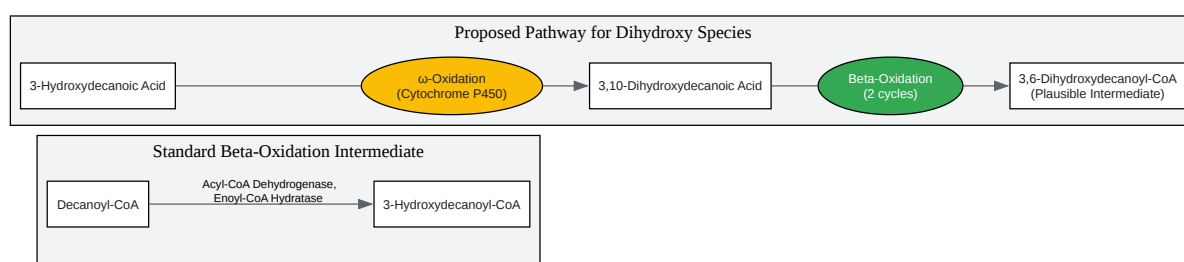 Proposed Pathway for Dihydroxy Species
3-Hydroxydecanoic Acid
ω-Oxidation
(Cytochrome P450)
3,10-Dihydroxydecanoic Acid
Beta-Oxidation
(2 cycles)
3,6-Dihydroxydecanoyl-CoA
(Plausible Intermediate)
Standard Beta-Oxidation Intermediate
Decanoyl-CoA
Acyl-CoA Dehydrogenase,
Enoyl-CoA Hydratase
3-Hydroxydecanoyl-CoA